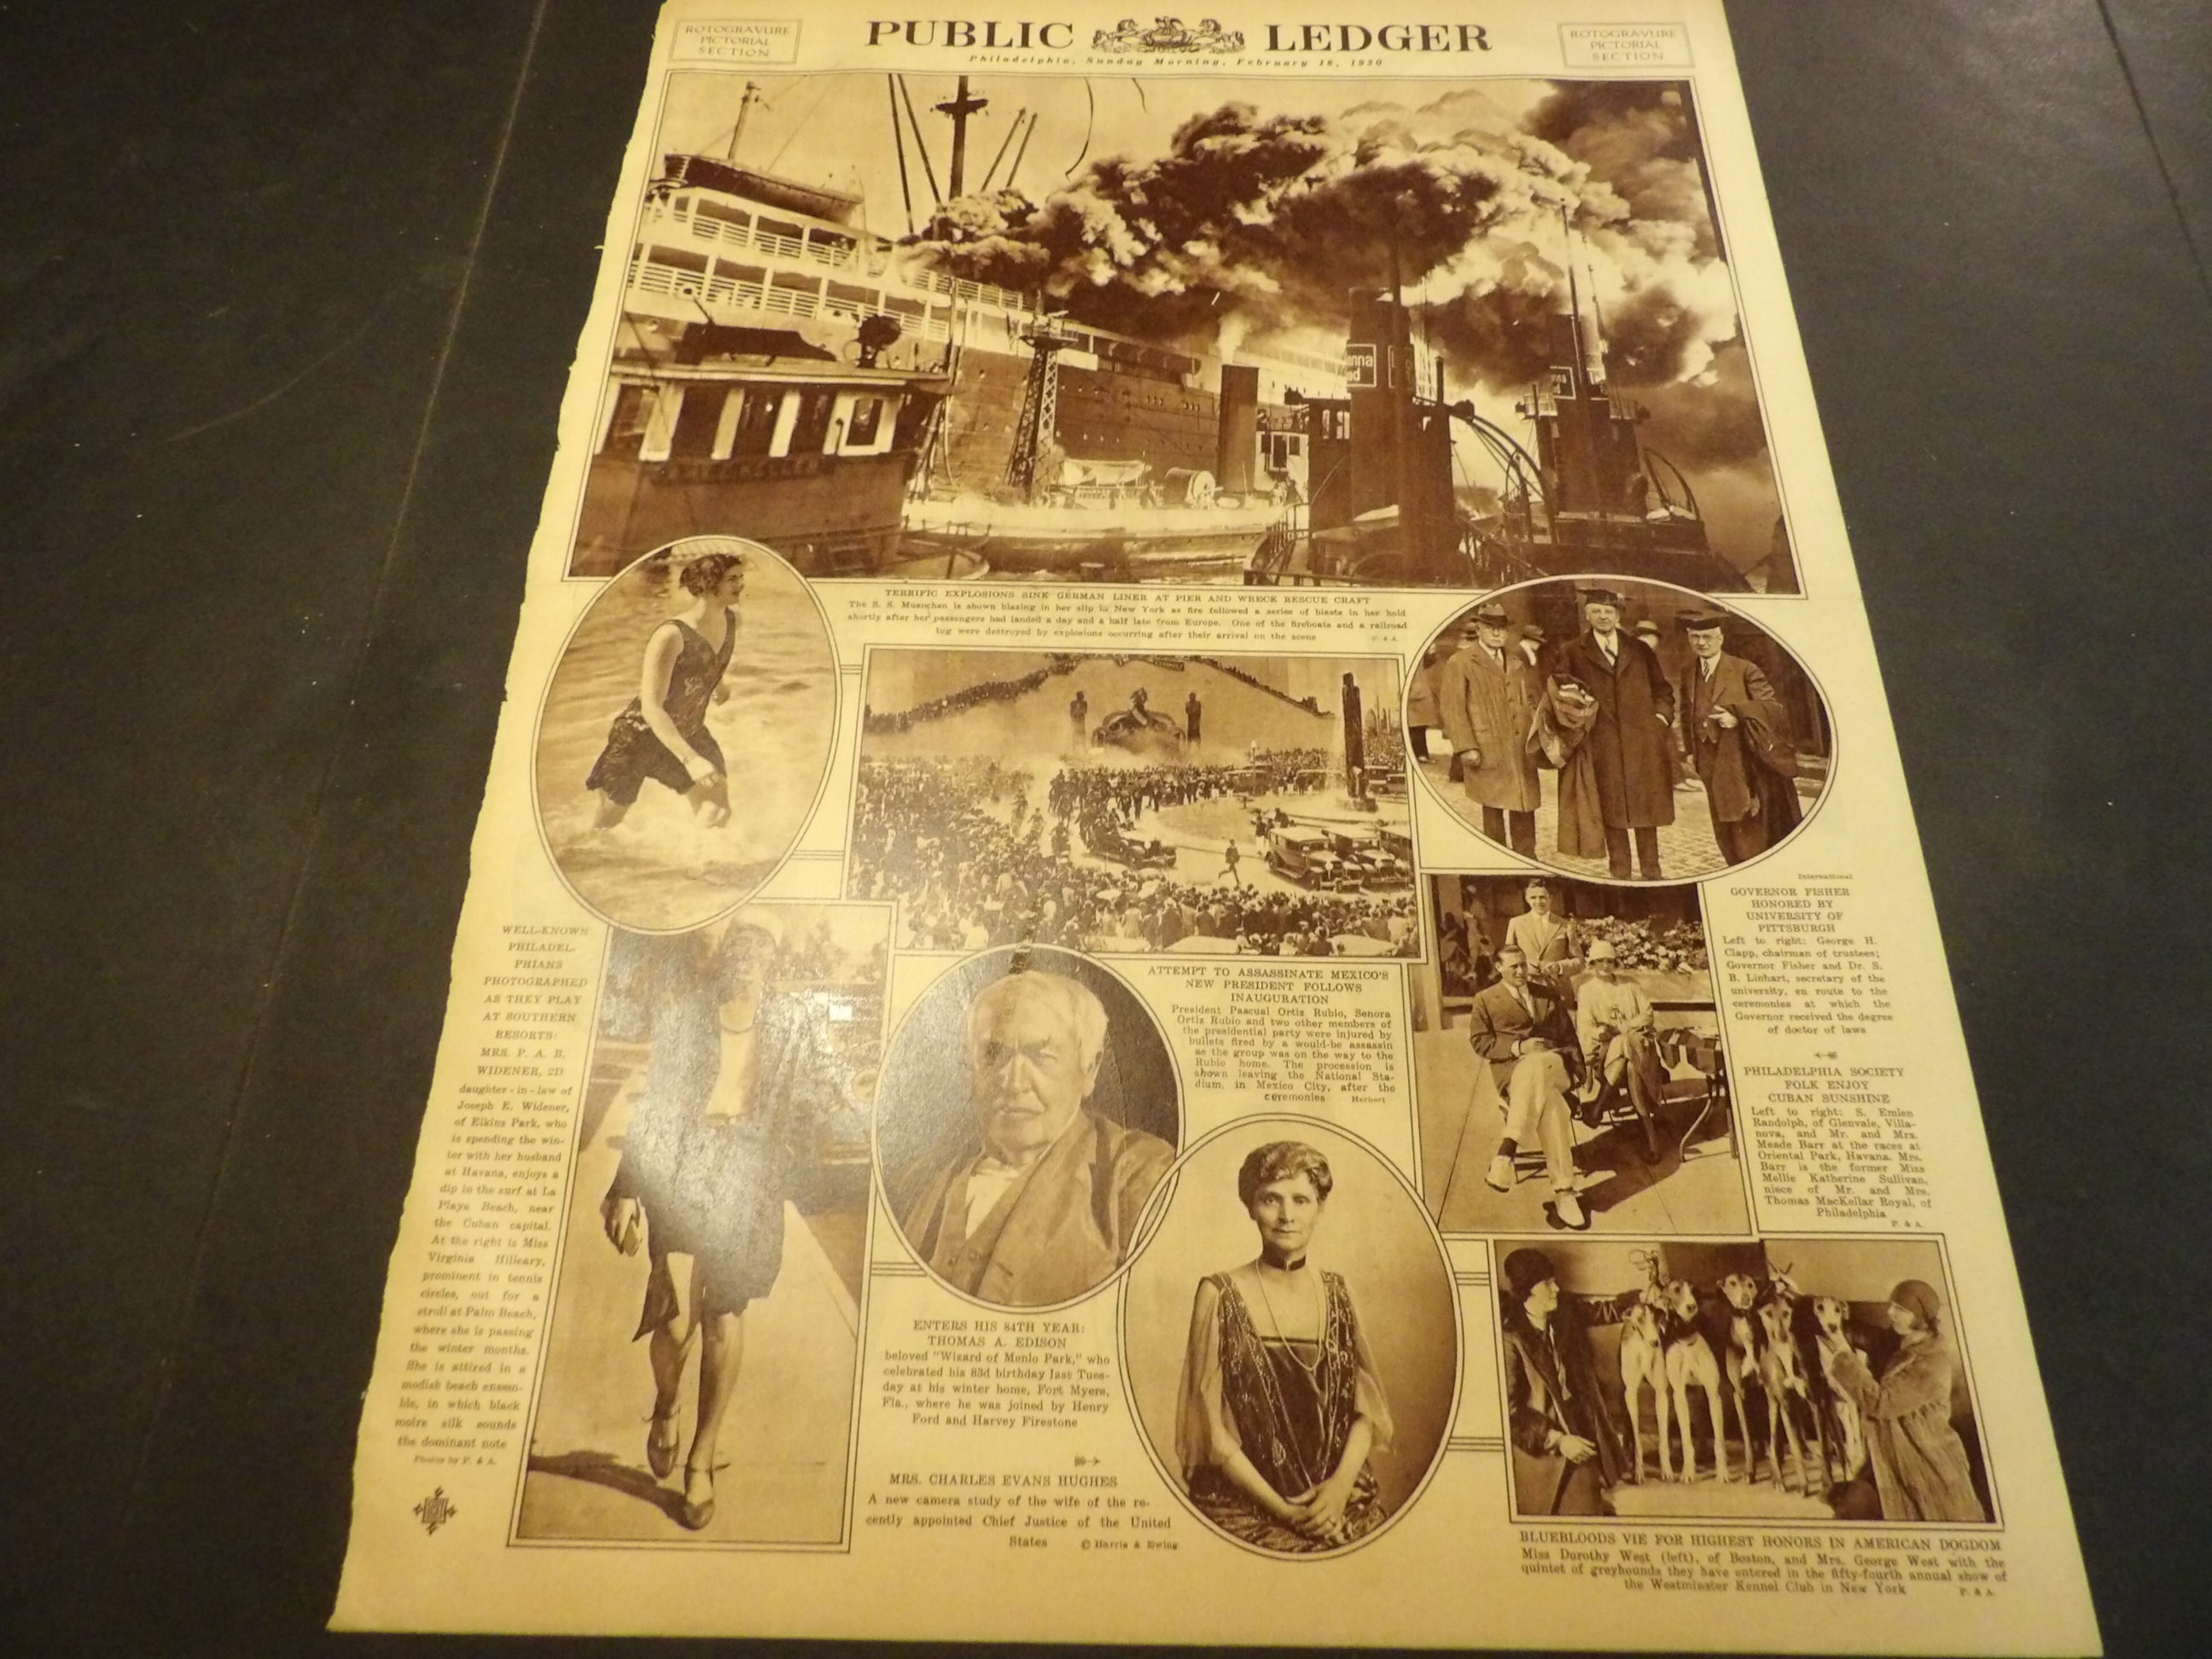 ROTOGRAVURE
PICTORIAL
SECTION
PUBLIC LEDGER
Philadelphia, Sunday Morning, February 16, 1930
ROTOGRAVURE
PICTORIAL
SECTION
anna
TERRIFIC EXPLOSIONS SINK GERMAN LINER AT PIER AND WRECK RESCUE CRAFT
The S. S. Muenchen is shown blazing in her slip in New York as fire followed a series of blasts in her hold
shortly after her passengers had landed a day and a half late from Europe. One of the fireboats and a railroad
tug were destroyed by explosions occurring after their arrival on the scene P. & A.
WELL-KNOWN
PHILADEL-
PHIANS
PHOTOGRAPHED
AS THEY PLAY
AT SOUTHERN
RESORTS:
MRS. P. A. B.
WIDENER, 2D
daughter-in-law of
Joseph E. Widener,
of Elkins Park, who
is spending the win-
ter with her husband
at Havana, enjoys a
dip in the surf at La
Playa Beach, near
the Cuban capital.
At the right is Miss
Virginia Hilleary,
prominent in tennis
circles, out for a
stroll at Palm Beach,
where she is passing
the winter months.
She is attired in a
modish beach ensem-
ble, in which black
moire silk sounds
the dominant note
Photos by P. & A.
ATTEMPT TO ASSASSINATE MEXICO'S
NEW PRESIDENT FOLLOWS
INAUGURATION
President Pascual Ortiz Rubio, Senora
Ortiz Rubio and two other members of
the presidential party were injured by
bullets fired by a would-be assassin
as the group was on the way to the
Rubio home. The procession is
shown leaving the National Sta-
dium, in Mexico City, after the
ceremonies Herbert
ENTERS HIS 84TH YEAR:
THOMAS A. EDISON
beloved "Wizard of Menlo Park," who
celebrated his 83d birthday last Tues-
day at his winter home, Fort Myers,
Fla., where he was joined by Henry
Ford and Harvey Firestone
MRS. CHARLES EVANS HUGHES
A new camera study of the wife of the re-
cently appointed Chief Justice of the United
States © Harris & Ewing
International
GOVERNOR FISHER
HONORED BY
UNIVERSITY OF
PITTSBURGH
Left to right: George H.
Clapp, chairman of trustees;
Governor Fisher and Dr. S.
B. Linhart, secretary of the
university, en route to the
ceremonies at which the
Governor received the degree
of doctor of laws
PHILADELPHIA SOCIETY
FOLK ENJOY
CUBAN SUNSHINE
Left to right: S. Emlen
Randolph, of Glenvale, Villa-
nova, and Mr. and Mrs.
Meade Barr at the races at
Oriental Park, Havana. Mrs.
Barr is the former Miss
Mellie Katherine Sullivan,
niece of Mr. and Mrs.
Thomas MacKellar Royal, of
Philadelphia
P. & A.
BLUEBLOODS VIE FOR HIGHEST HONORS IN AMERICAN DOGDOM
Miss Dorothy West (left), of Boston, and Mrs. George West with the
quintet of greyhounds they have entered in the fifty-fourth annual show of
the Westminster Kennel Club in New York P. & A.